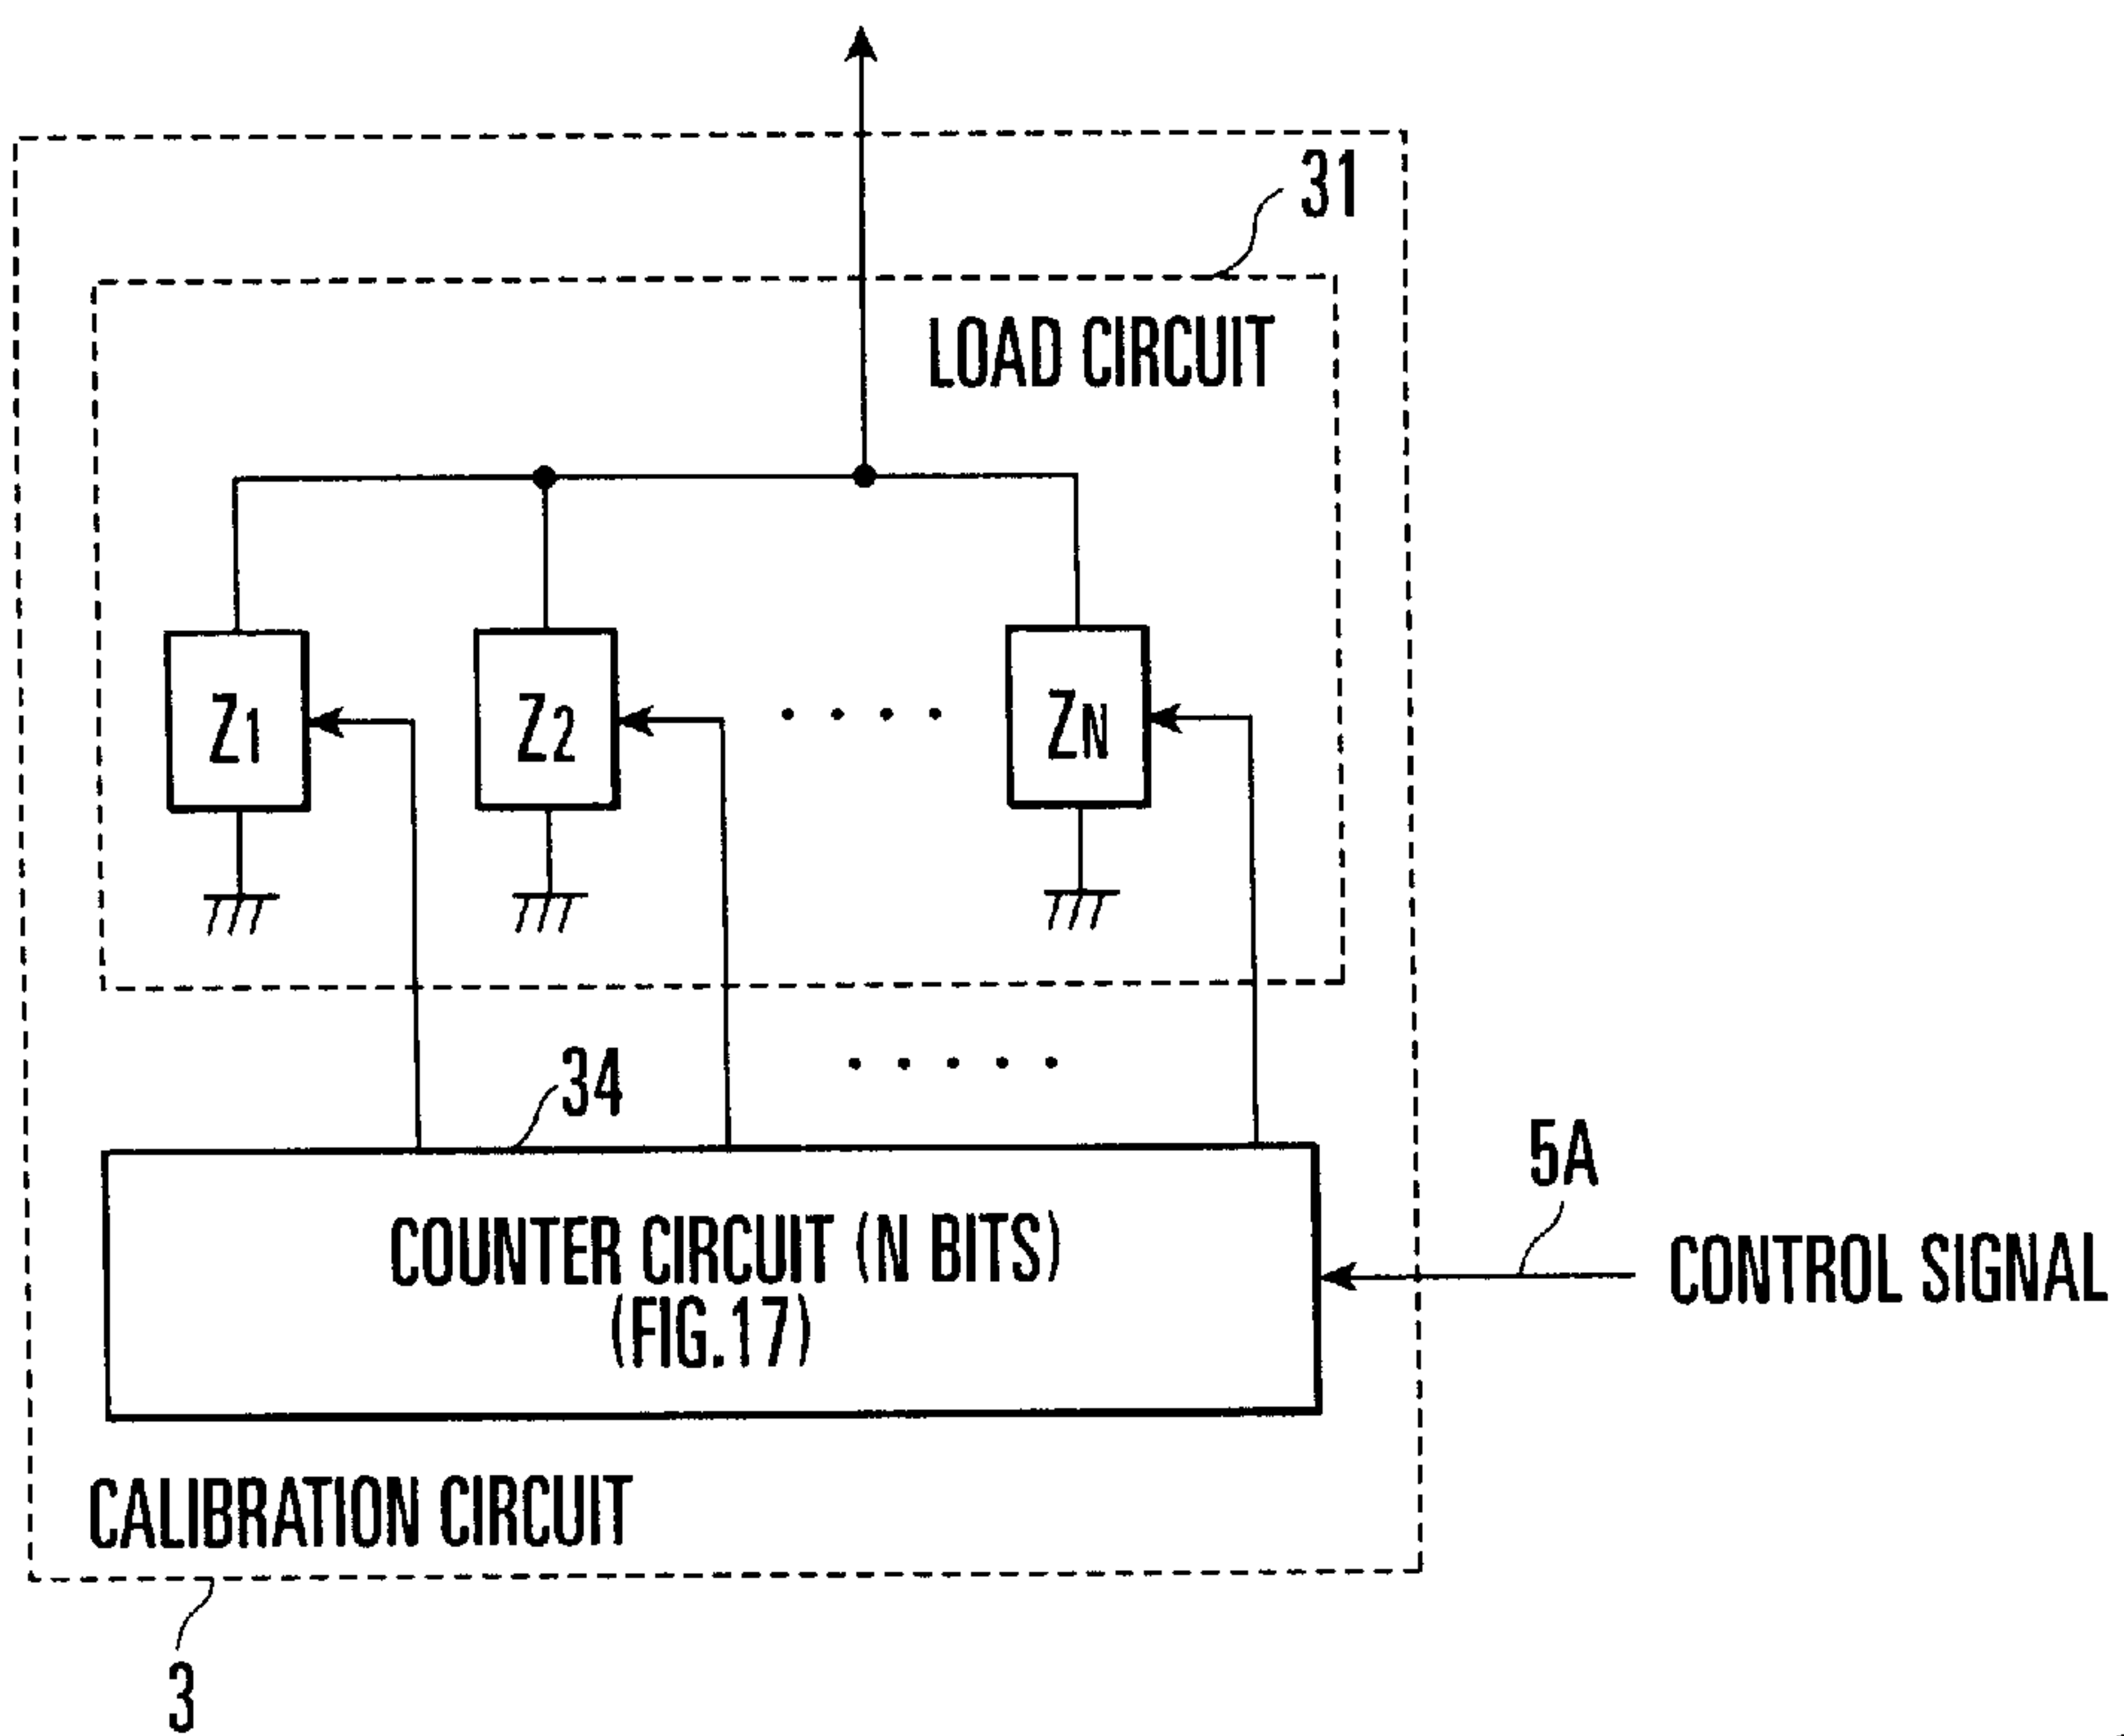 31
LOAD CIRCUIT
Z1
Z2
ZN
34
5A
COUNTER CIRCUIT (N BITS)
(FIG.17)
CONTROL SIGNAL
CALIBRATION CIRCUIT
3